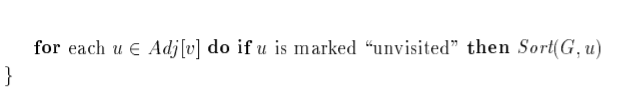 for each u ∈ Adj[v] do if u is marked “unvisited” then Sort(G, u)
}